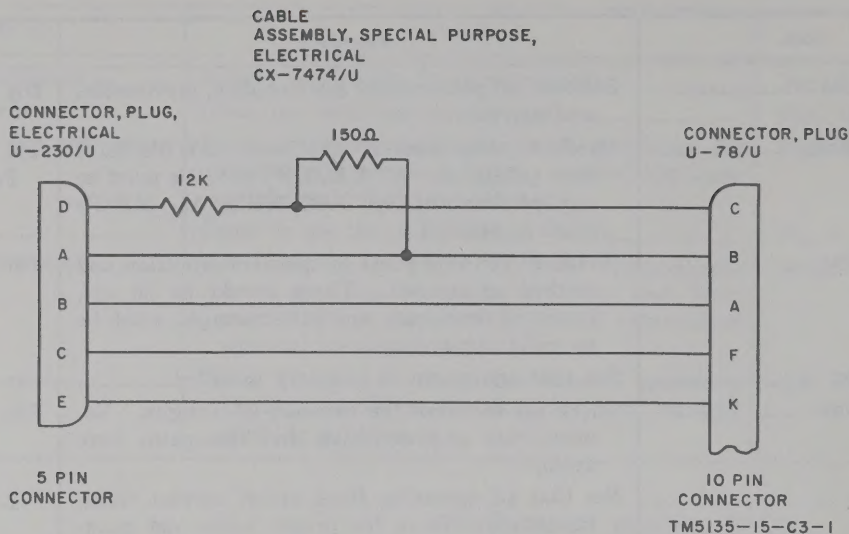 CABLE
ASSEMBLY, SPECIAL PURPOSE,
ELECTRICAL
CX-7474/U
CONNECTOR, PLUG,
ELECTRICAL
U-230/U
150Ω
CONNECTOR, PLUG
U-78/U
12K
D
C
A
B
B
A
C
F
E
K
5 PIN
CONNECTOR
10 PIN
CONNECTOR
TM5135-15-C3-1